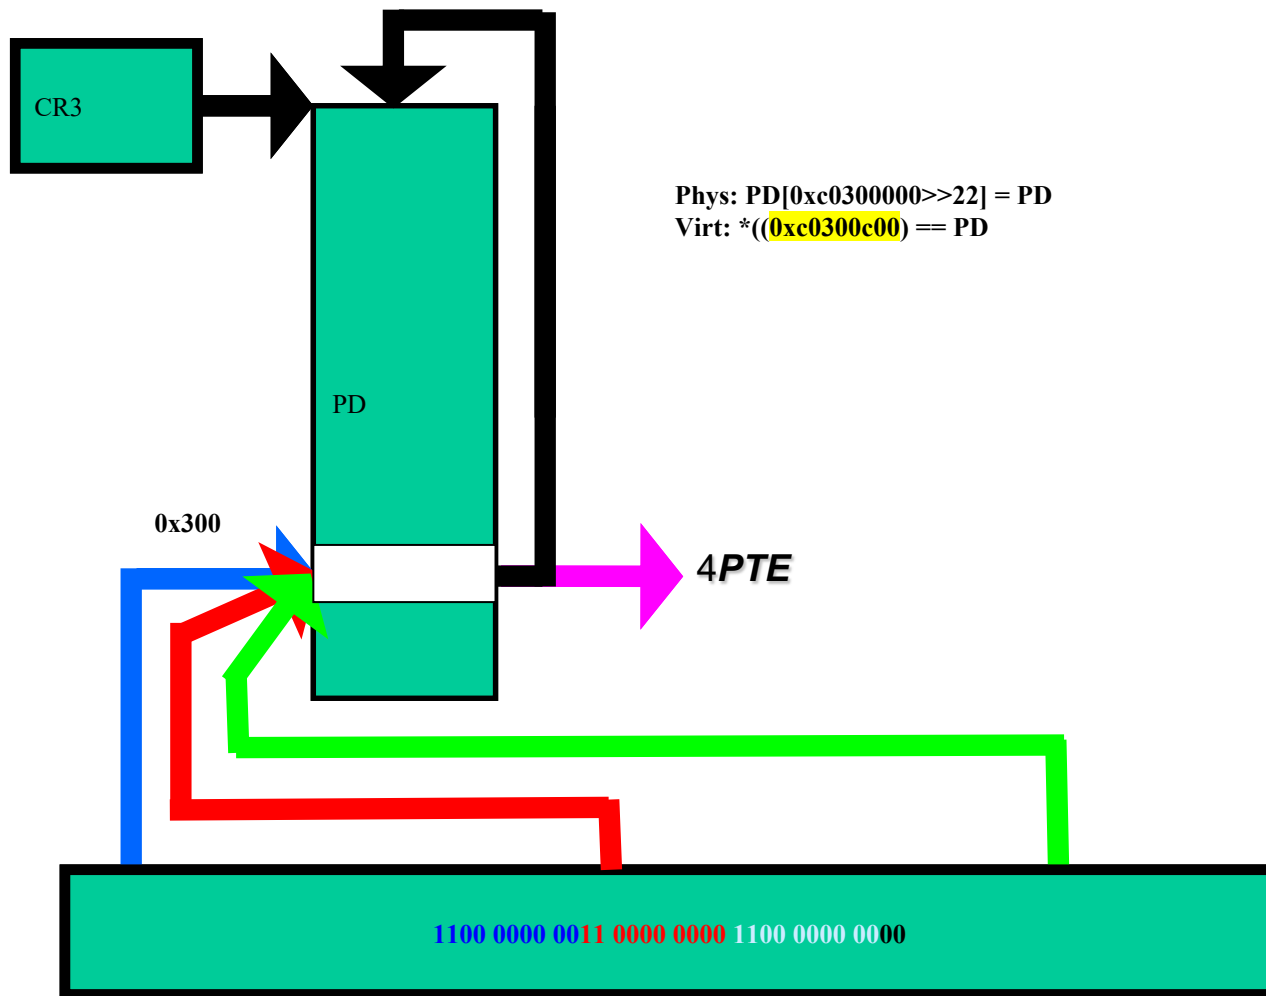 CR3
Phys: PD[0xc0300000>>22] = PD
Virt: *((0xc0300c00) == PD
PD
0x300
4PTE
1100 0000 0011 0000 0000 1100 0000 0000